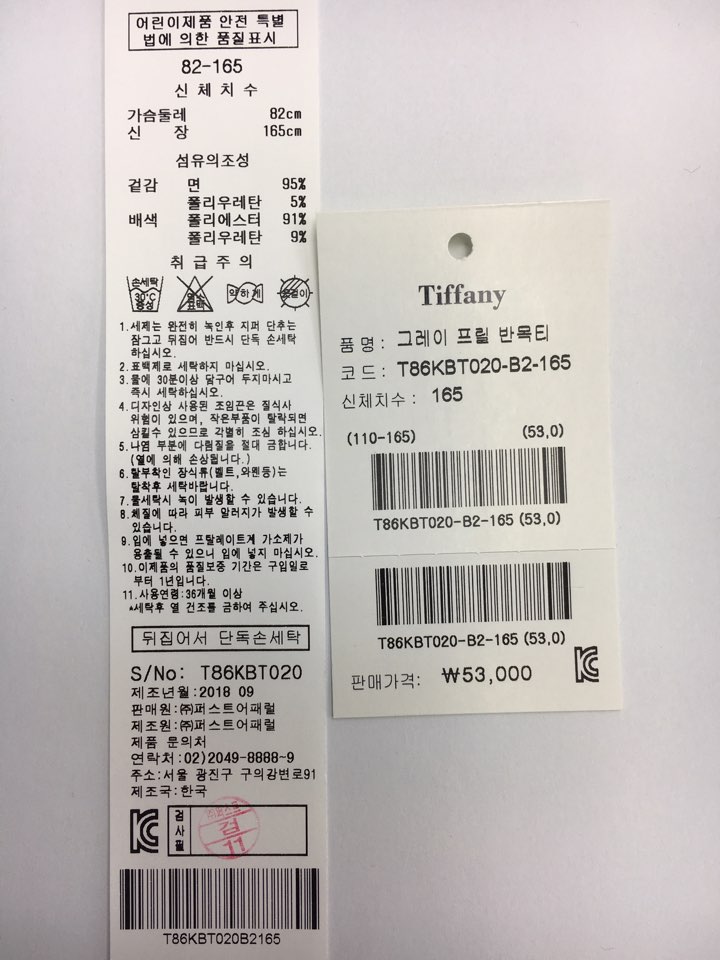 어린이제품 안전 특별
법에 의한 품질표시
82-165
신 체 치 수
가슴둘레 82cm
신 장 165cm
섬유의조성
겉감 면 95%
폴리우레탄 5%
배색 폴리에스터 91%
폴리우레탄 9%
취 급 주 의
손세탁
30℃
중성
약하게
1.세제는 완전히 녹인후 지퍼 단추는
잠그고 뒤집어 반드시 단독 손세탁
하십시오.
2.표백제로 세탁하지 마십시오.
3.물에 30분이상 담구어 두지마시고
즉시 세탁하십시오.
4.디자인상 사용된 조임끈은 질식사
위험이 있으며, 작은부품이 탈락되면
삼킬수 있으므로 각별히 조심 하십시오.
5.나염 부분에 다림질을 절대 금합니다.
(열에 의해 손상됩니다.)
6.탈부착인 장식류(벨트,와펜등)는
탈착후 세탁바랍니다.
7.물세탁시 녹이 발생할 수 있습니다.
8.체질에 따라 피부 알러지가 발생할 수
있습니다.
9.입에 넣으면 프탈레이트계 가소제가
용출될 수 있으니 입에 넣지 마십시오.
10.이제품의 품질보증 기간은 구입일로
부터 1년입니다.
11.사용연령:36개월 이상
*세탁후 열 건조를 금하여 주십시오.
뒤집어서 단독손세탁
S/No: T86KBT020
제조년월:2018 09
판매원:㈜퍼스트어패럴
제조원:㈜퍼스트어패럴
제품 문의처
연락처:02)2049-8888~9
주소:서울 광진구 구의강변로91
제조국:한국
검사필
검
11
T86KBT020B2165
Tiffany
품 명 : 그레이 프릴 반목티
코 드 : T86KBT020-B2-165
신체치수 : 165
(110-165) (53,0)
T86KBT020-B2-165 (53,0)
T86KBT020-B2-165 (53,0)
판매가격: ₩53,000